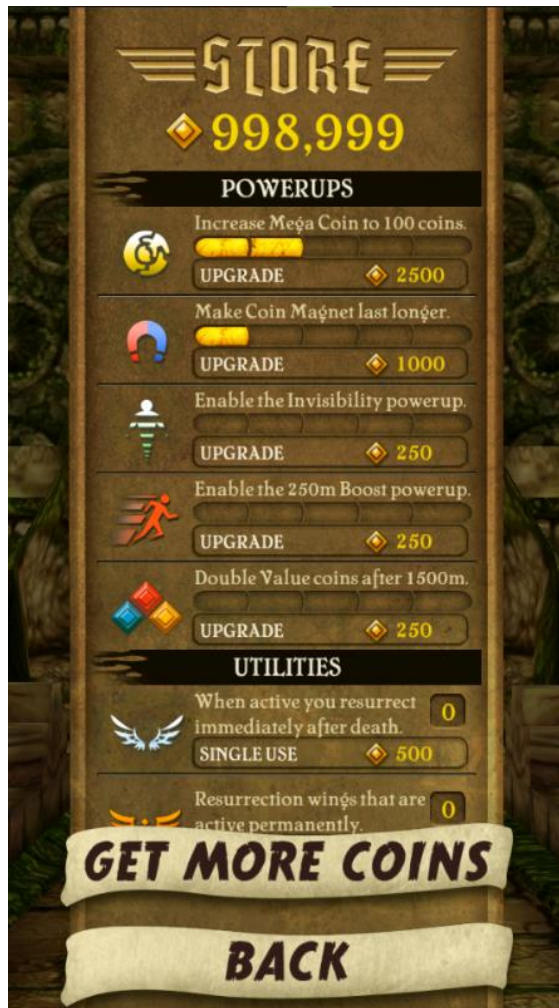 STORE
998,999
POWERUPS
Increase Mega Coin to 100 coins.
UPGRADE 2500
Make Coin Magnet last longer.
UPGRADE 1000
Enable the Invisibility powerup.
UPGRADE 250
Enable the 250m Boost powerup.
UPGRADE 250
Double Value coins after 1500m.
UPGRADE 250
UTILITIES
When active you resurrect
immediately after death.
0
SINGLE USE 500
Resurrection wings that are
active permanently.
0
GET MORE COINS
BACK